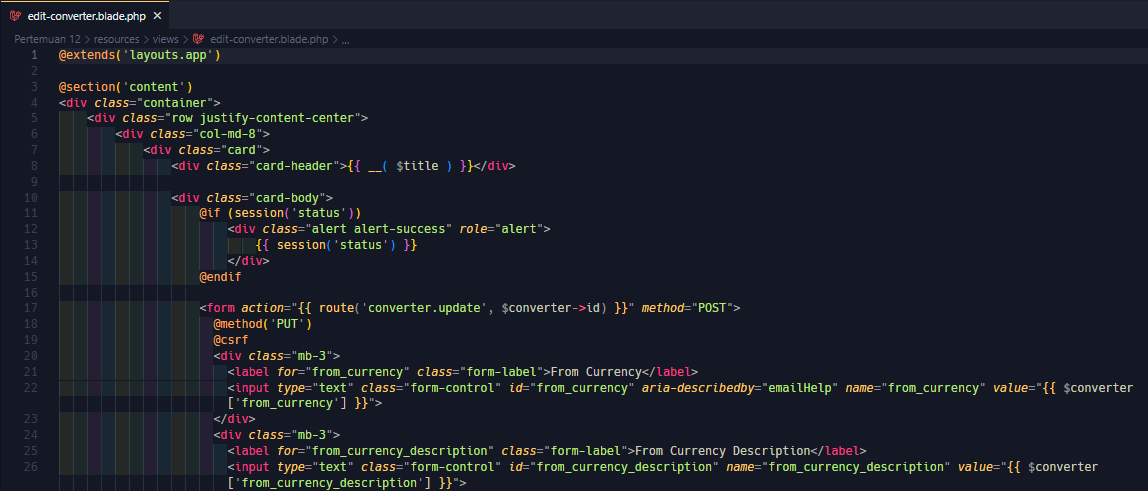 edit-converter.blade.php ×
Pertemuan 12 > resources > views > edit-converter.blade.php > ...
1 @extends('layouts.app')
2
3 @section('content')
4 <div class="container">
5 <div class="row justify-content-center">
6 <div class="col-md-8">
7 <div class="card">
8 <div class="card-header">{{ __( $title ) }}</div>
9
10 <div class="card-body">
11 @if (session('status'))
12 <div class="alert alert-success" role="alert">
13 {{ session('status') }}
14 </div>
15 @endif
16
17 <form action="{{ route('converter.update', $converter->id) }}" method="POST">
18 @method('PUT')
19 @csrf
20 <div class="mb-3">
21 <label for="from_currency" class="form-label">From Currency</label>
22 <input type="text" class="form-control" id="from_currency" aria-describedby="emailHelp" name="from_currency" value="{{ $converter
['from_currency'] }}">
23 </div>
24 <div class="mb-3">
25 <label for="from_currency_description" class="form-label">From Currency Description</label>
26 <input type="text" class="form-control" id="from_currency_description" name="from_currency_description" value="{{ $converter
['from_currency_description'] }}">